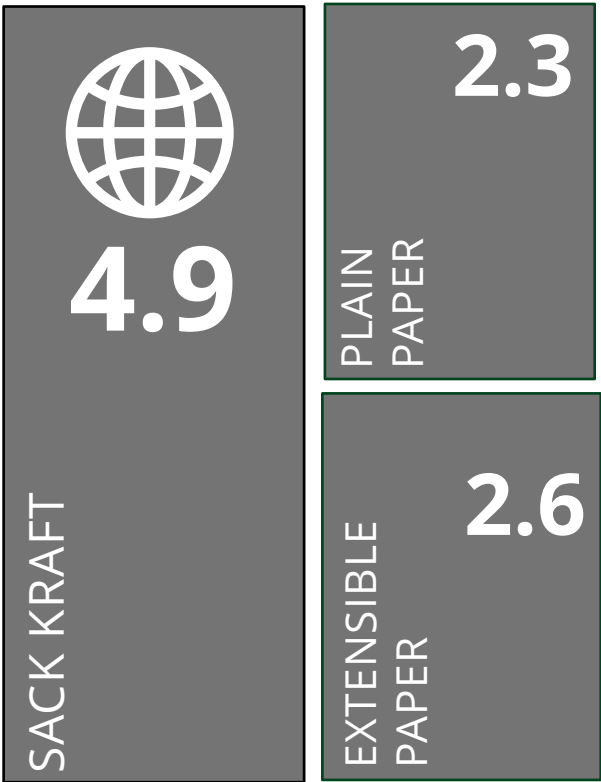 4.9
SACK KRAFT
2.3
PLAIN
PAPER
2.6
EXTENSIBLE
PAPER